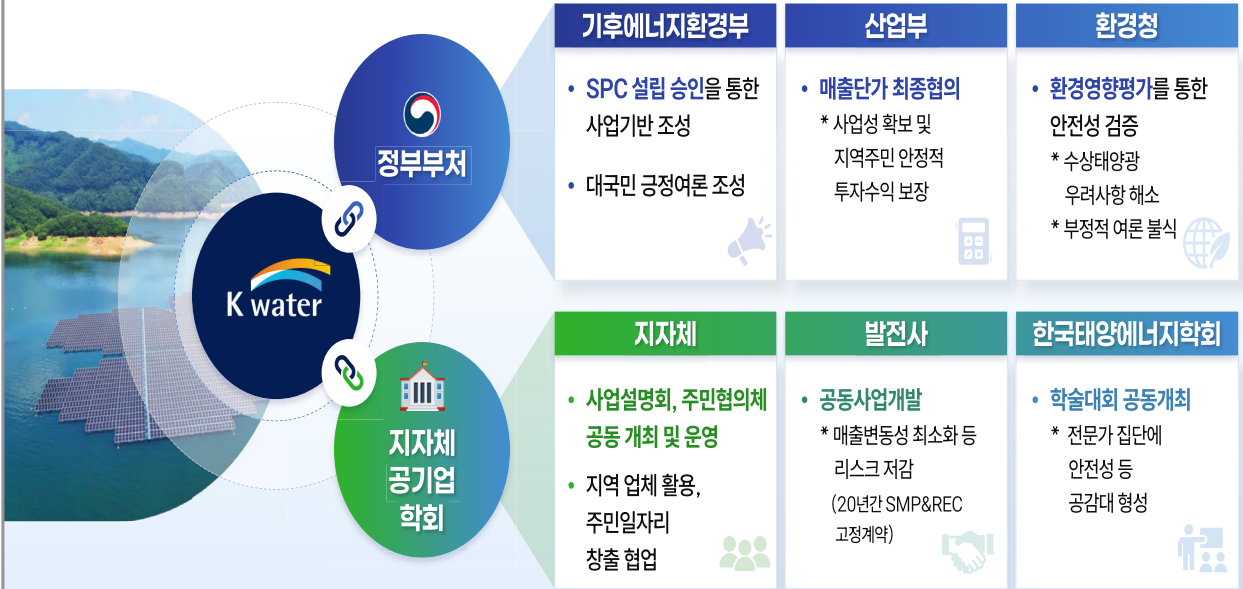 K water
정부부처
지자체
공기업
학회
기후에너지환경부
• SPC 설립 승인을 통한
사업기반 조성
• 대국민 긍정여론 조성
산업부
• 매출단가 최종협의
* 사업성 확보 및
지역주민 안정적
투자수익 보장
환경청
• 환경영향평가를 통한
안전성 검증
* 수상태양광
우려사항 해소
* 부정적 여론 불식
지자체
• 사업설명회, 주민협의체
공동 개최 및 운영
• 지역 업체 활용,
주민일자리
창출 협업
발전사
• 공동사업개발
* 매출변동성 최소화 등
리스크 저감
(20년간 SMP&REC
고정계약)
한국태양에너지학회
• 학술대회 공동개최
* 전문가 집단에
안전성 등
공감대 형성